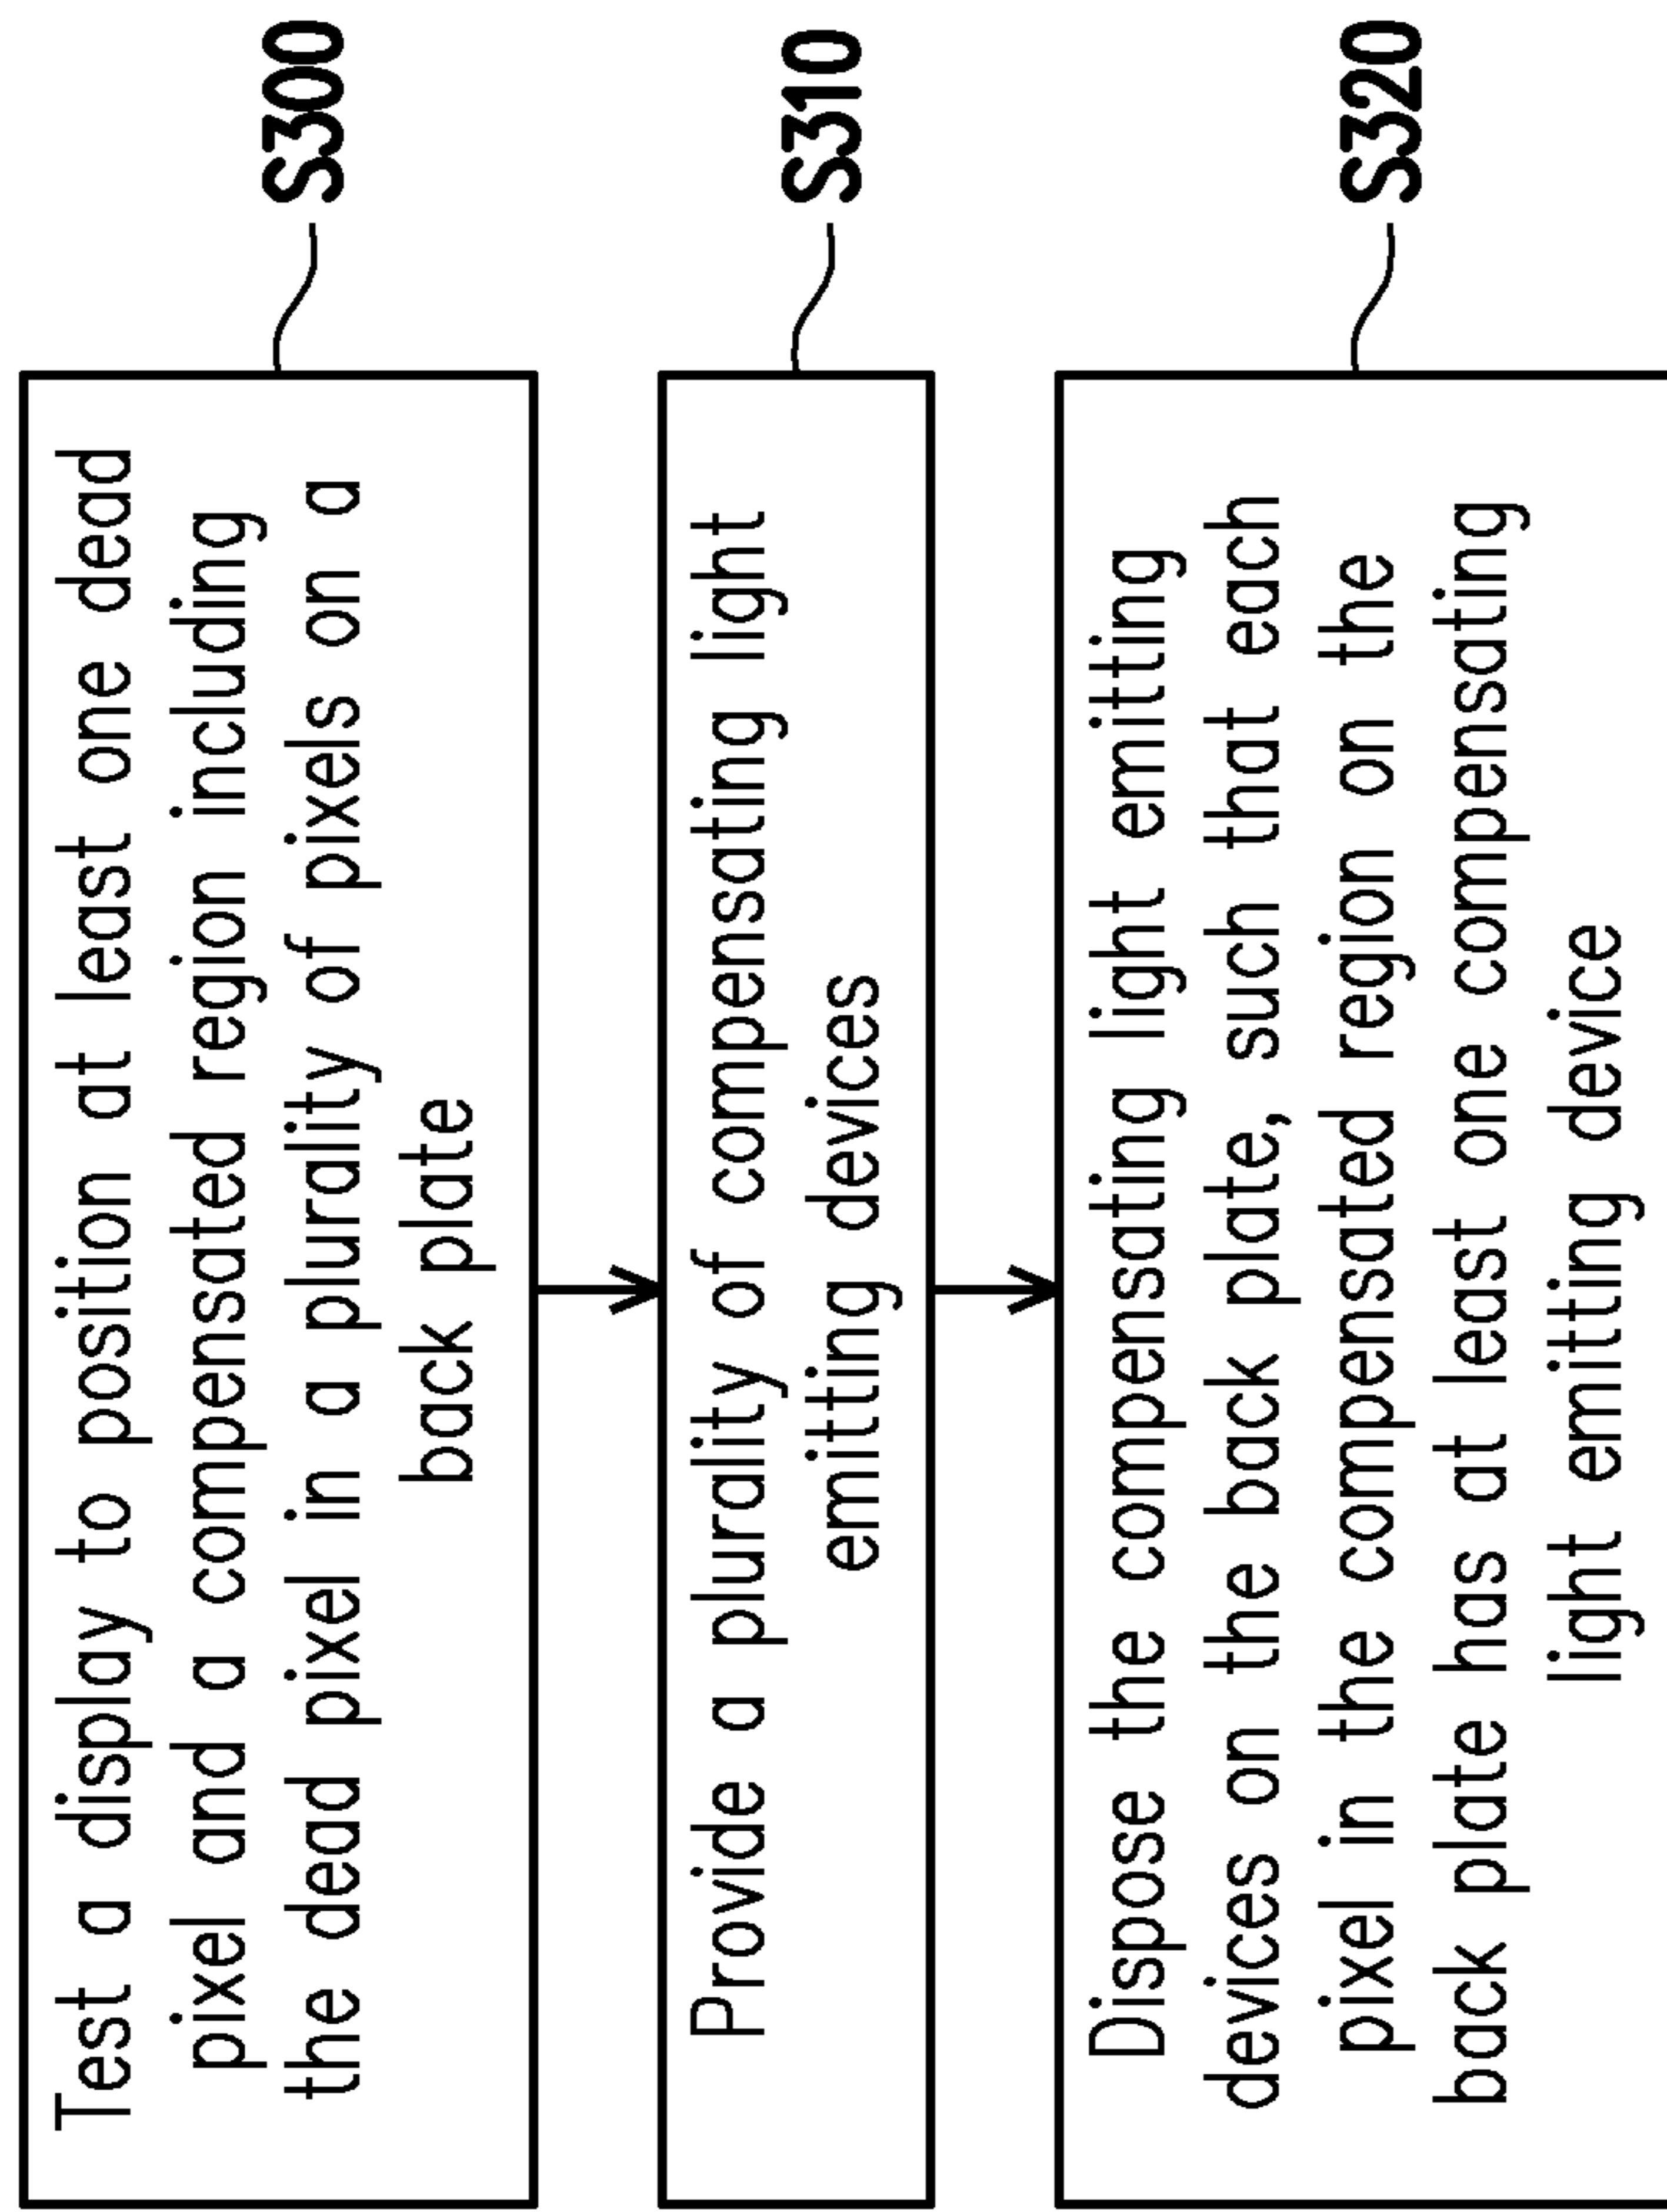 Test a display to position at least one dead
pixel and a compensated region including
the dead pixel in a plurality of pixels on a
back plate
S300
Provide a plurality of compensating light
emitting devices
S310
Dispose the compensating light emitting
devices on the back plate, such that each
pixel in the compensated region on the
back plate has at least one compensating
light emitting device
S320